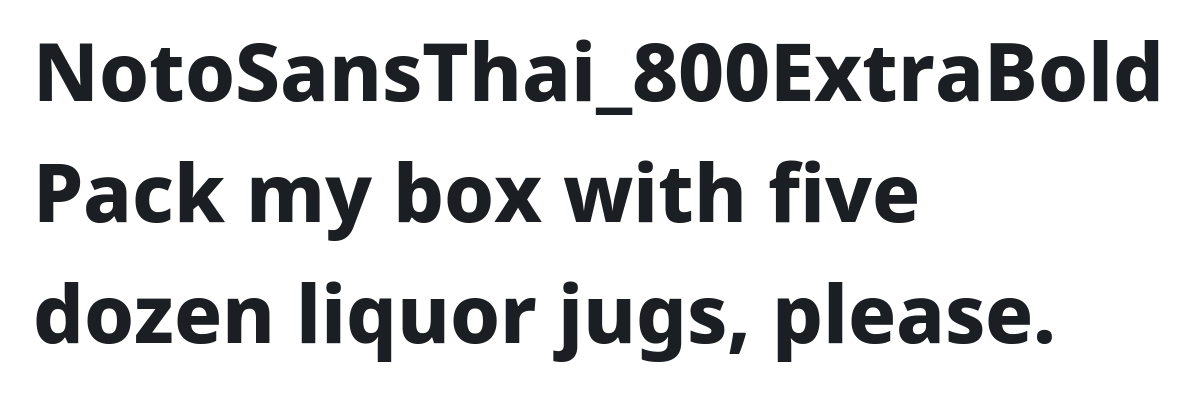 NotoSansThai_800ExtraBold
Pack my box with five
dozen liquor jugs, please.